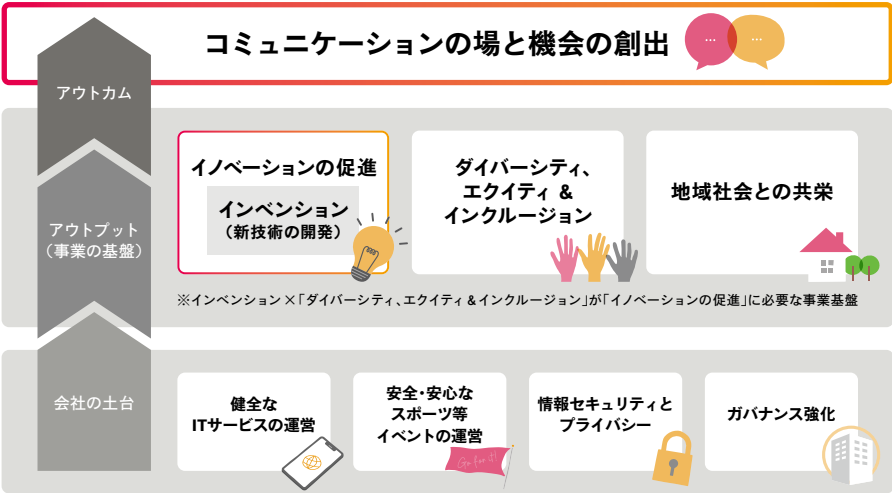 コミュニケーションの場と機会の創出
... ...
アウトカム
アウトプット
（事業の基盤）
イノベーションの促進
インベンション
（新技術の開発）
ダイバーシティ、
エクイティ &
インクルージョン
地域社会との共栄
※インベンション×「ダイバーシティ、エクイティ&インクルージョン」が「イノベーションの促進」に必要な事業基盤
会社の土台
健全な
ITサービスの運営
安全・安心な
スポーツ等
イベントの運営
Go for it!
情報セキュリティと
プライバシー
ガバナンス強化